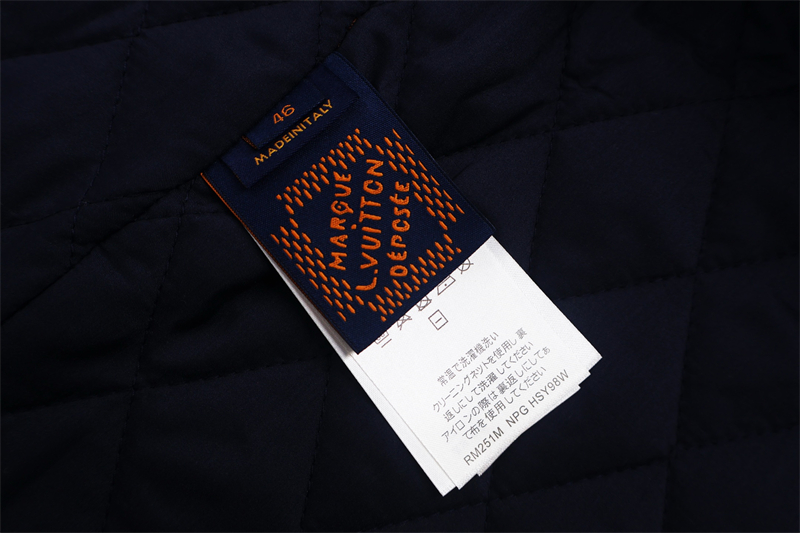 46
MADEINITALY
MARQUE
L.VUITTON
DEPOSÉE
常温で洗濯機洗い
クリーニングネットを使用し 裏
返しにして洗濯してください
アイロンの際は裏返しにしてあ
て布を使用してください
RM251M NPG HSY98W